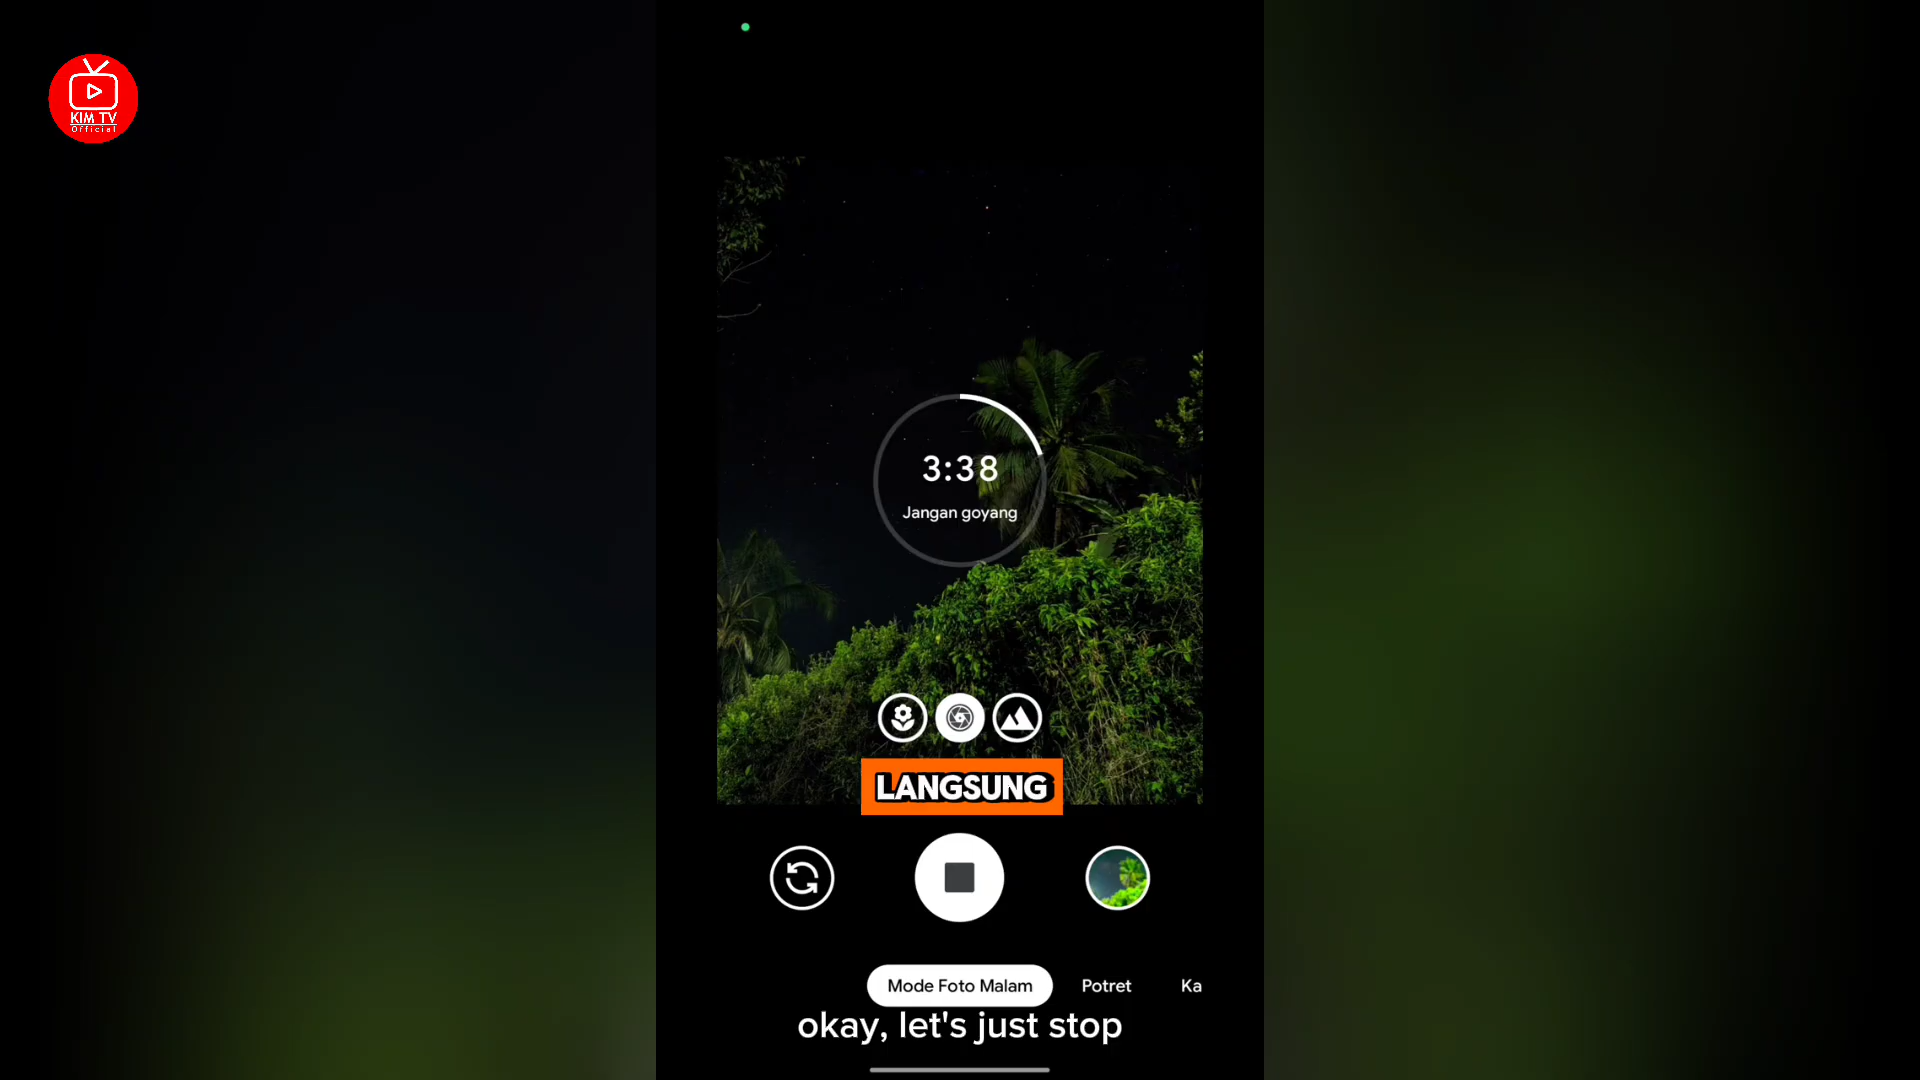 KIM TV
Official
3:38
Jangan goyang
LANGSUNG
Mode Foto Malam
Potret
Ka
okay, let's just stop